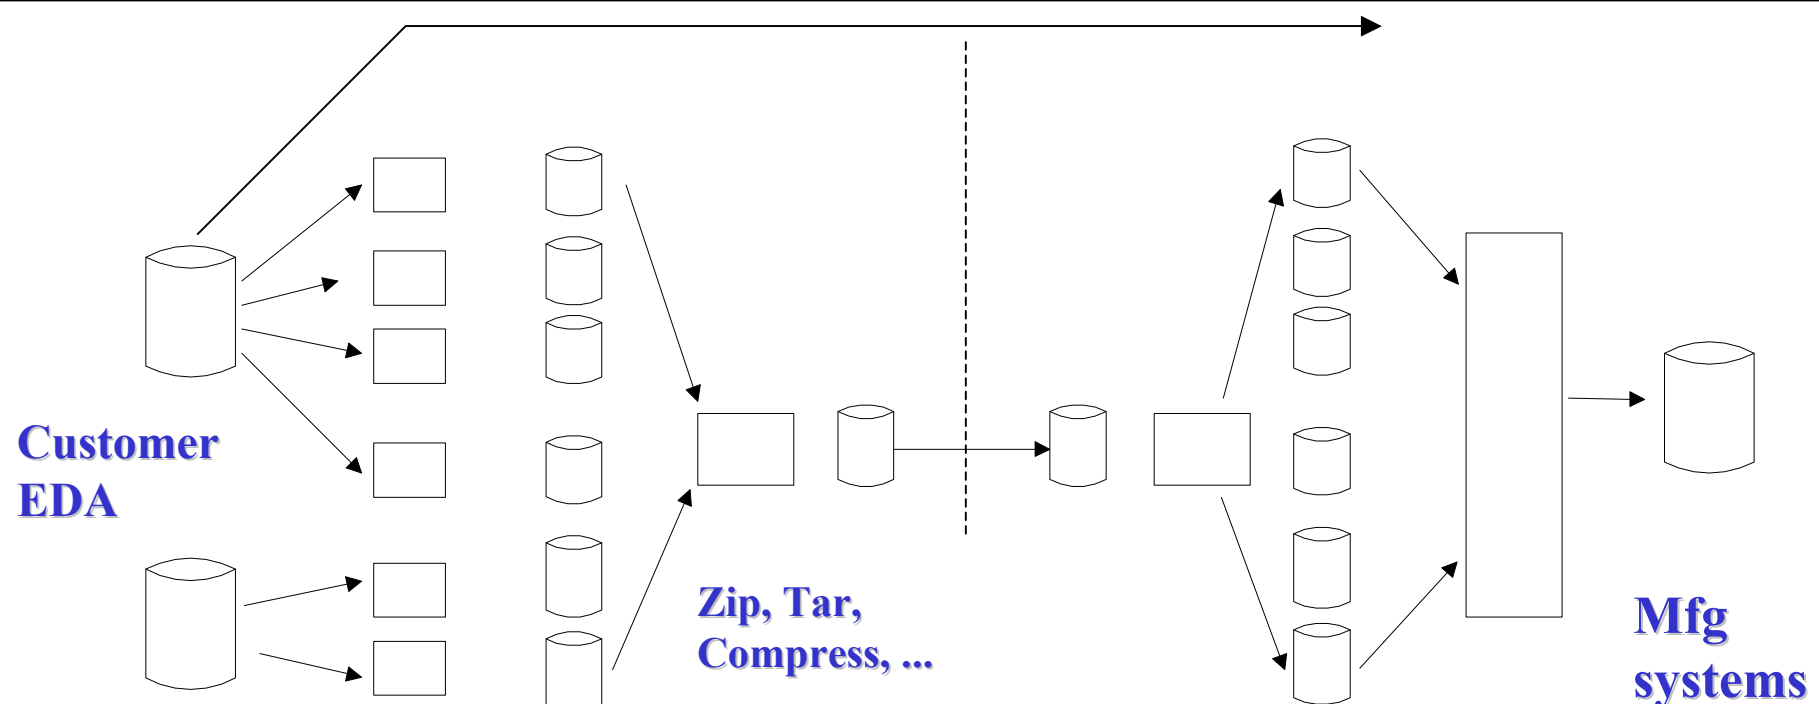 Customer
EDA
Zip, Tar,
Compress, ...
Mfg
systems